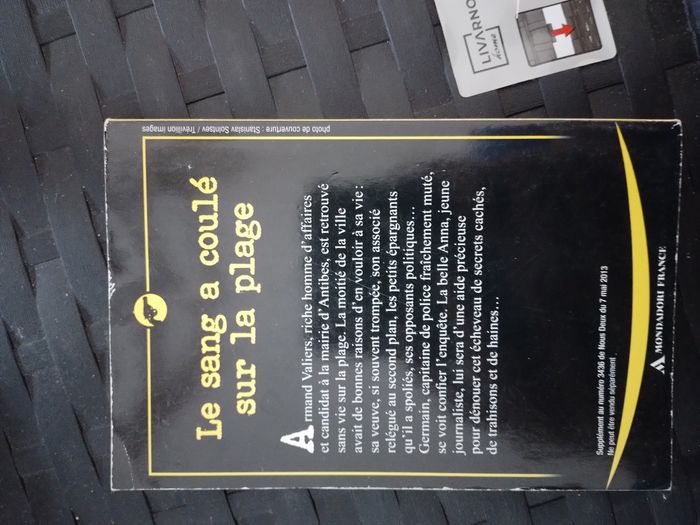 LIVARNO
home
photo de couverture : Stanislav Solntsev / Trévillion images
Le sang a coulé
sur la plage
Armand Valiers, riche homme d'affaires
et candidat à la mairie d'Antibes, est retrouvé
sans vie sur la plage. La moitié de la ville
avait de bonnes raisons d'en vouloir à sa vie :
sa veuve, si souvent trompée, son associé
relégué au second plan, les petits épargnants
qu'il a spoliés, ses opposants politiques...
Germain, capitaine de police fraîchement muté,
se voit confier l'enquête. La belle Anna, jeune
journaliste, lui sera d'une aide précieuse
pour dénouer cet écheveau de secrets cachés,
de trahisons et de haines...
Supplément au numéro 3436 de Nous Deux du 7 mai 2013
Ne peut être vendu séparément
MONDADORI FRANCE